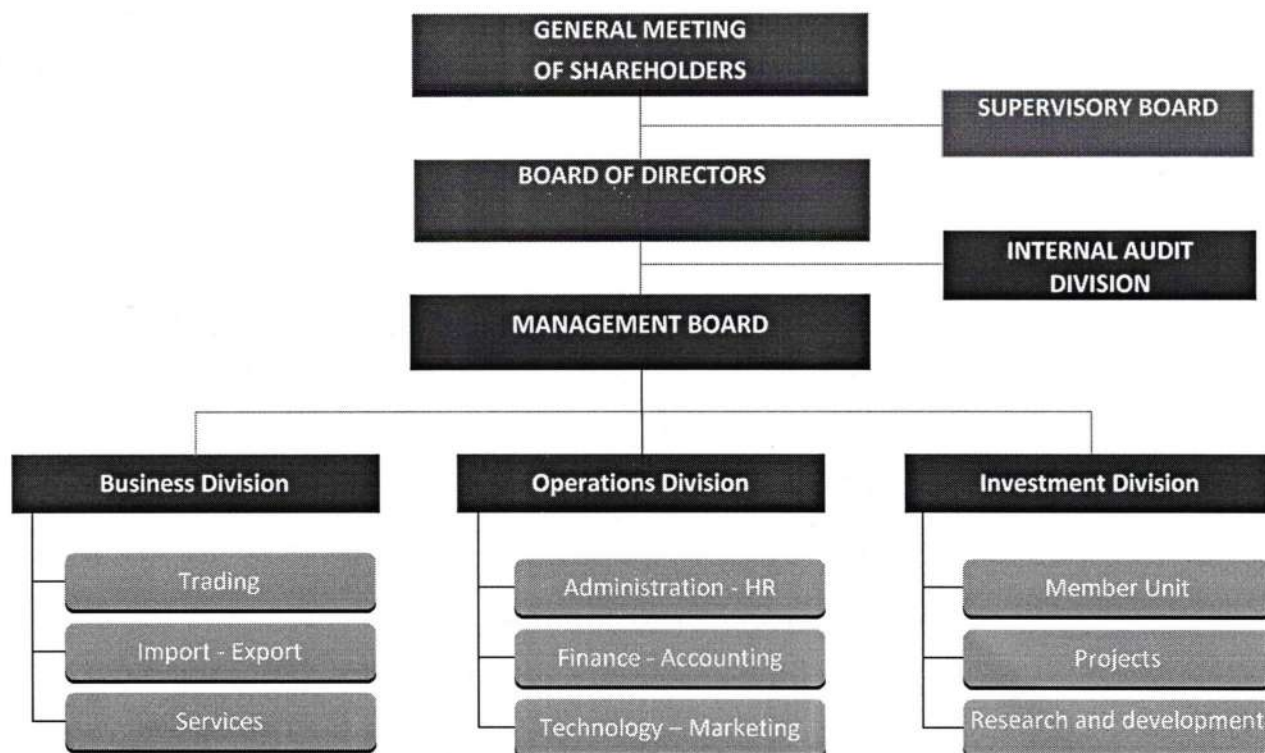 GENERAL MEETING
OF SHAREHOLDERS
SUPERVISORY BOARD
BOARD OF DIRECTORS
INTERNAL AUDIT
DIVISION
MANAGEMENT BOARD
Business Division
Trading
Import - Export
Services
Operations Division
Administration - HR
Finance - Accounting
Technology – Marketing
Investment Division
Member Unit
Projects
Research and development